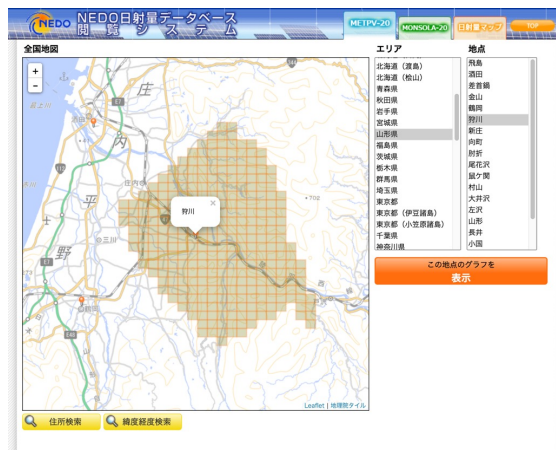 NEDO
NEDO日射量データベース
閲覧システム
METPV-20
MONSOLA-20
日射量マップ
TOP
全国地図
エリア
地点
+
-
狩川
×
庄
内
平
野
三川
鶴岡
酒田
E7
E7
E48
112
47
702
Leaflet | 地理院タイル
北海道（渡島）
北海道（桧山）
青森県
秋田県
岩手県
宮城県
山形県
福島県
茨城県
栃木県
群馬県
埼玉県
東京都
東京都（伊豆諸島）
東京都（小笠原諸島）
千葉県
神奈川県
飛島
酒田
差首鍋
金山
鶴岡
狩川
新庄
向町
肘折
尾花沢
鼠ケ関
村山
大井沢
左沢
山形
長井
小国
この地点のグラフを
表示
住所検索
緯度経度検索